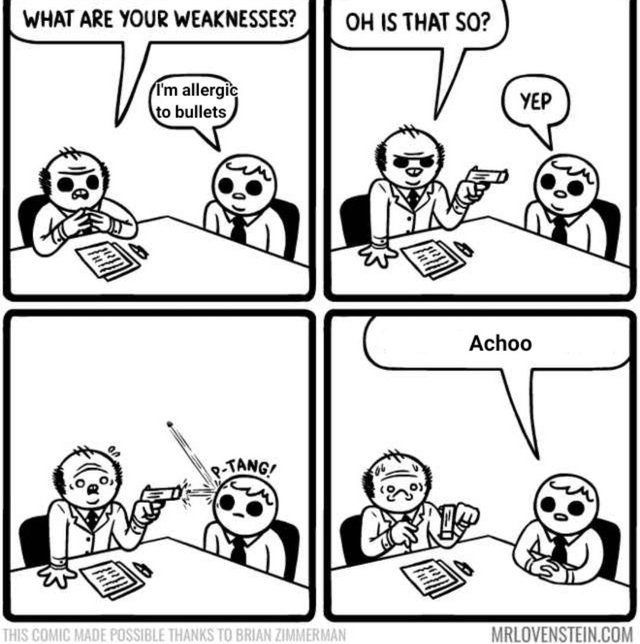 WHAT ARE YOUR WEAKNESSES?
I'm allergic
to bullets
OH IS THAT SO?
YEP
P-TANG!
Achoo
THIS COMIC MADE POSSIBLE THANKS TO BRIAN ZIMMERMAN
MRLOVENSTEIN.COM